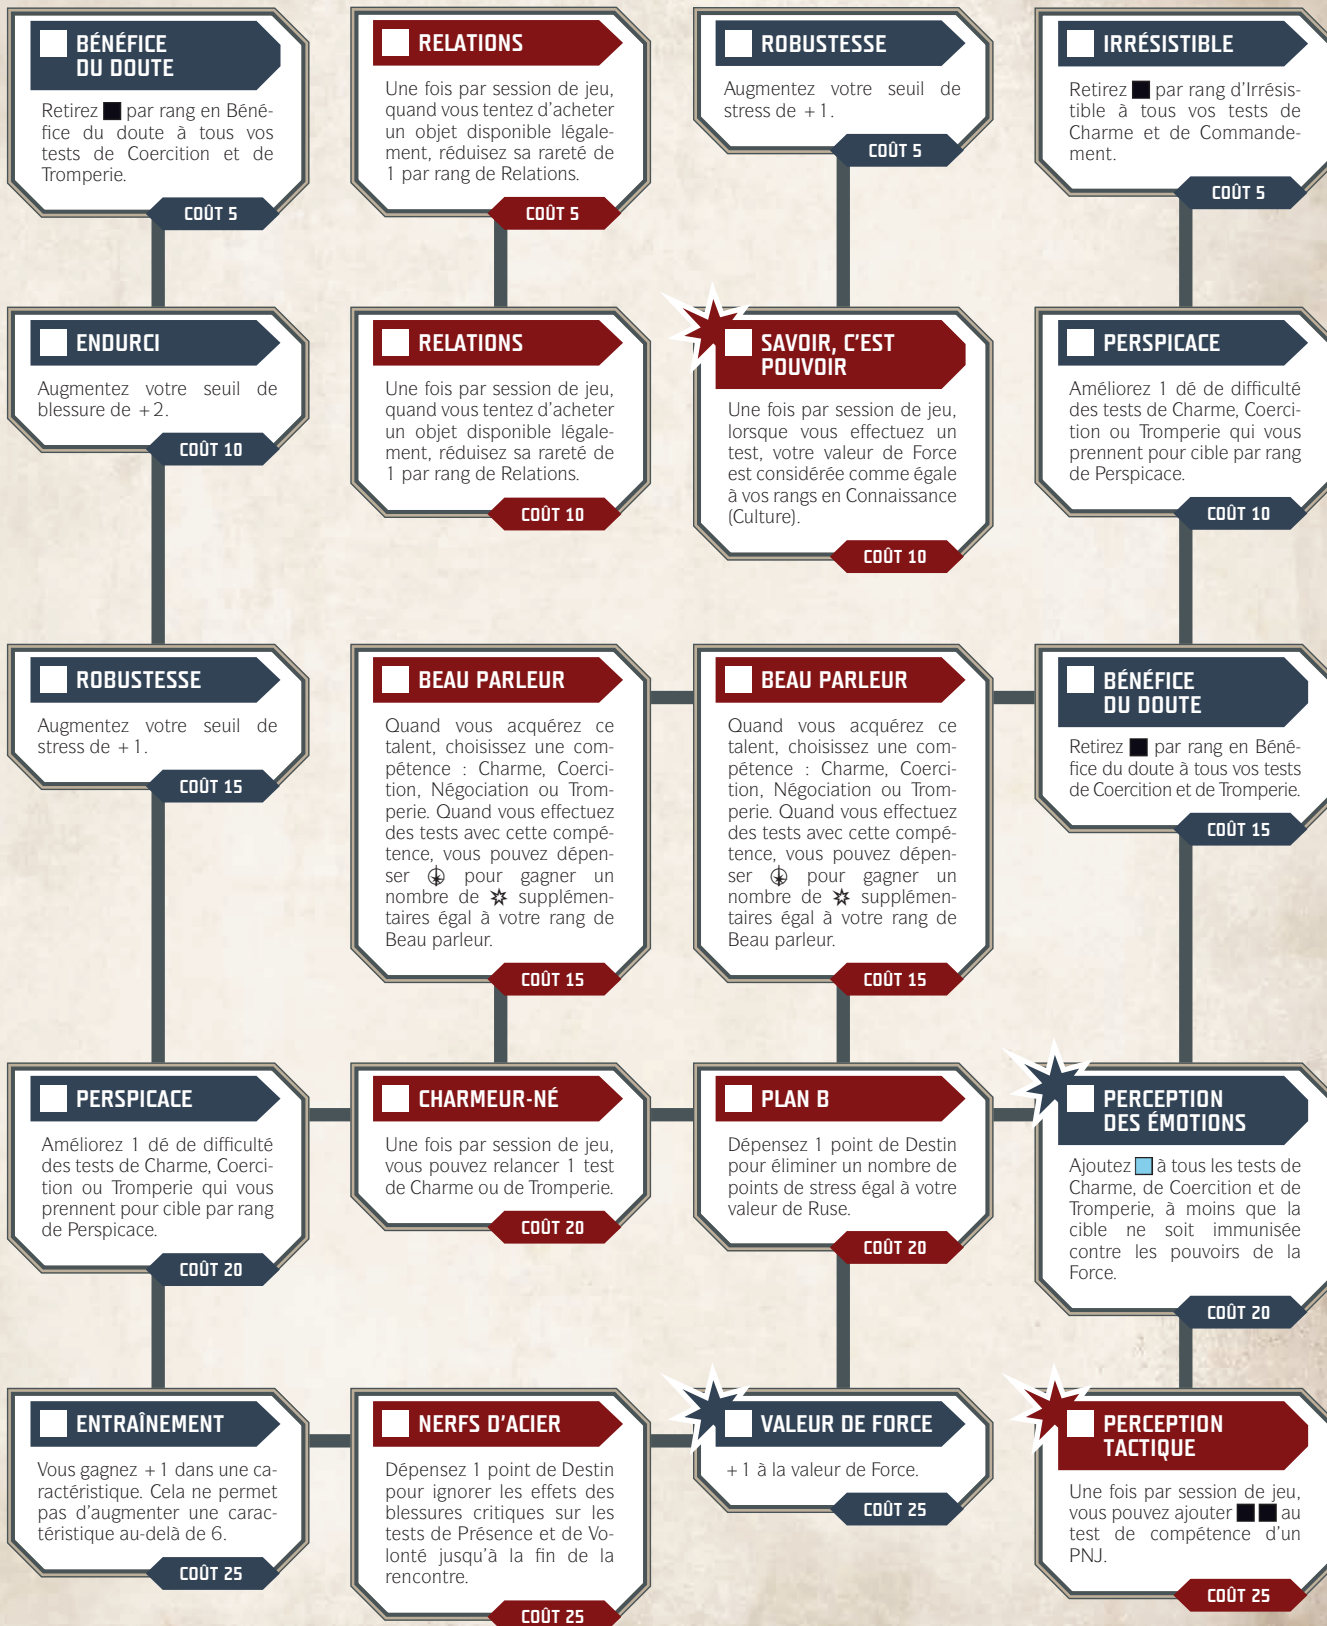 BÉNÉFICE
DU DOUTE
Retirez par rang en Béné-
fice du doute à tous vos
tests de Coercition et de
Tromperie.
COÛT 5
RELATIONS
Une fois par session de jeu,
quand vous tentez d'acheter
un objet disponible légale-
ment, réduisez sa rareté de
1 par rang de Relations.
COÛT 5
ROBUSTESSE
Augmentez votre seuil de
stress de +1.
COÛT 5
IRRÉSISTIBLE
Retirez par rang d'Irrésis-
tible à tous vos tests de
Charme et de Commande-
ment.
COÛT 5
ENDURCI
Augmentez votre seuil de
blessure de +2.
COÛT 10
RELATIONS
Une fois par session de jeu,
quand vous tentez d'acheter
un objet disponible légale-
ment, réduisez sa rareté de
1 par rang de Relations.
COÛT 10
SAVOIR, C'EST
POUVOIR
Une fois par session de jeu,
lorsque vous effectuez un
test, votre valeur de Force
est considérée comme égale
à vos rangs en Connaissance
(Culture).
COÛT 10
PERSPICACE
Améliorez 1 dé de difficulté
des tests de Charme, Coerci-
tion ou Tromperie qui vous
prennent pour cible par rang
de Perspicace.
COÛT 10
ROBUSTESSE
Augmentez votre seuil de
stress de +1.
COÛT 15
BEAU PARLEUR
Quand vous acquérez ce
talent, choisissez une com-
pétence : Charme, Coerci-
tion, Négociation ou Trom-
perie. Quand vous effectuez
des tests avec cette compé-
tence, vous pouvez dépen-
ser pour gagner un
nombre de supplémen-
taires égal à votre rang de
Beau parleur.
COÛT 15
BEAU PARLEUR
Quand vous acquérez ce
talent, choisissez une com-
pétence : Charme, Coerci-
tion, Négociation ou Trom-
perie. Quand vous effectuez
des tests avec cette compé-
tence, vous pouvez dépen-
ser pour gagner un
nombre de supplémen-
taires égal à votre rang de
Beau parleur.
COÛT 15
BÉNÉFICE
DU DOUTE
Retirez par rang en Béné-
fice du doute à tous vos tests
de Coercition et de Tromperie.
COÛT 15
PERSPICACE
Améliorez 1 dé de difficulté
des tests de Charme, Coerci-
tion ou Tromperie qui vous
prennent pour cible par rang
de Perspicace.
COÛT 20
CHARMEUR-NÉ
Une fois par session de jeu,
vous pouvez relancer 1 test
de Charme ou de Tromperie.
COÛT 20
PLAN B
Dépensez 1 point de Destin
pour éliminer un nombre de
points de stress égal à votre
valeur de Ruse.
COÛT 20
PERCEPTION
DES ÉMOTIONS
Ajoutez à tous les tests de
Charme, de Coercition et de
Tromperie, à moins que la
cible ne soit immunisée
contre les pouvoirs de la
Force.
COÛT 20
ENTRAÎNEMENT
Vous gagnez +1 dans une ca-
ractéristique. Cela ne permet
pas d'augmenter une carac-
téristique au-delà de 6.
COÛT 25
NERFS D'ACIER
Dépensez 1 point de Destin
pour ignorer les effets des
blessures critiques sur les
tests de Présence et de Vo-
lonté jusqu'à la fin de la
rencontre.
COÛT 25
VALEUR DE FORCE
+1 à la valeur de Force.
COÛT 25
PERCEPTION
TACTIQUE
Une fois par session de jeu,
vous pouvez ajouter au
test de compétence d'un
PNJ.
COÛT 25